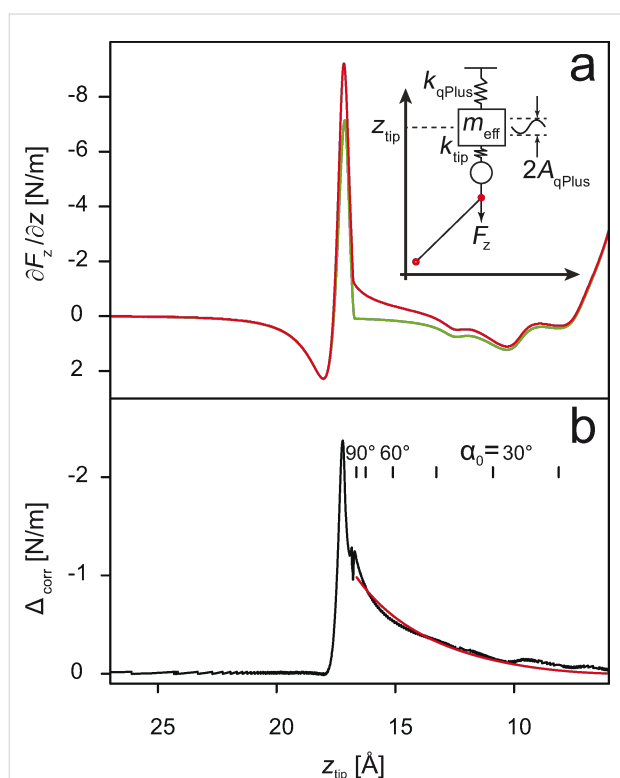 a
k_qPlus
-8
z_tip
m_eff
-6
k_tip
2A_qPlus
-4
∂F_z/∂z [N/m]
F_z
-2
0
2
b
90° 60° α_0=30°
-2
Δ_corr [N/m]
-1
0
25 20 15 10
z_tip [Å]